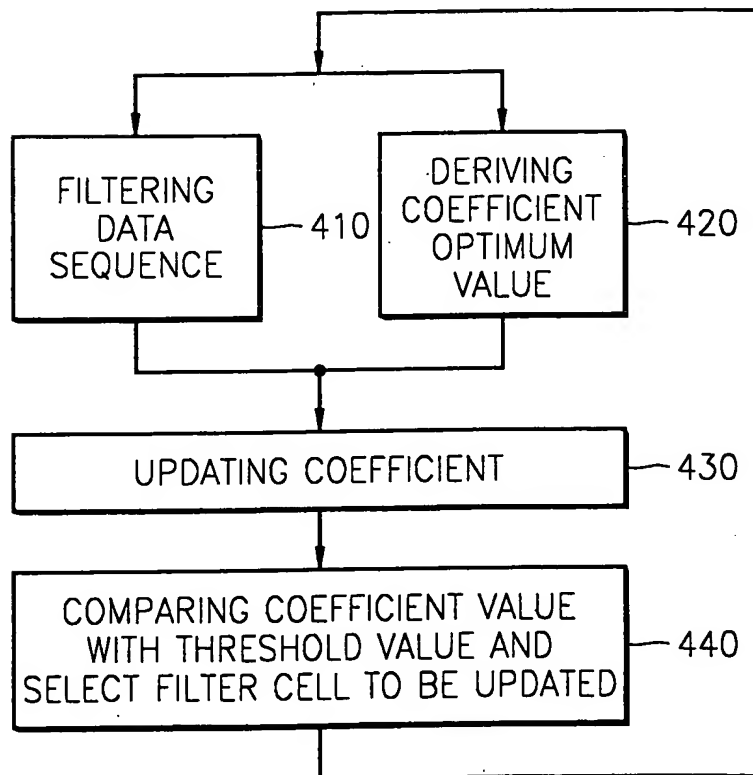 FILTERING
DATA
SEQUENCE
410
DERIVING
COEFFICIENT
OPTIMUM
VALUE
420
UPDATING COEFFICIENT
430
COMPARING COEFFICIENT VALUE
WITH THRESHOLD VALUE AND
SELECT FILTER CELL TO BE UPDATED
440